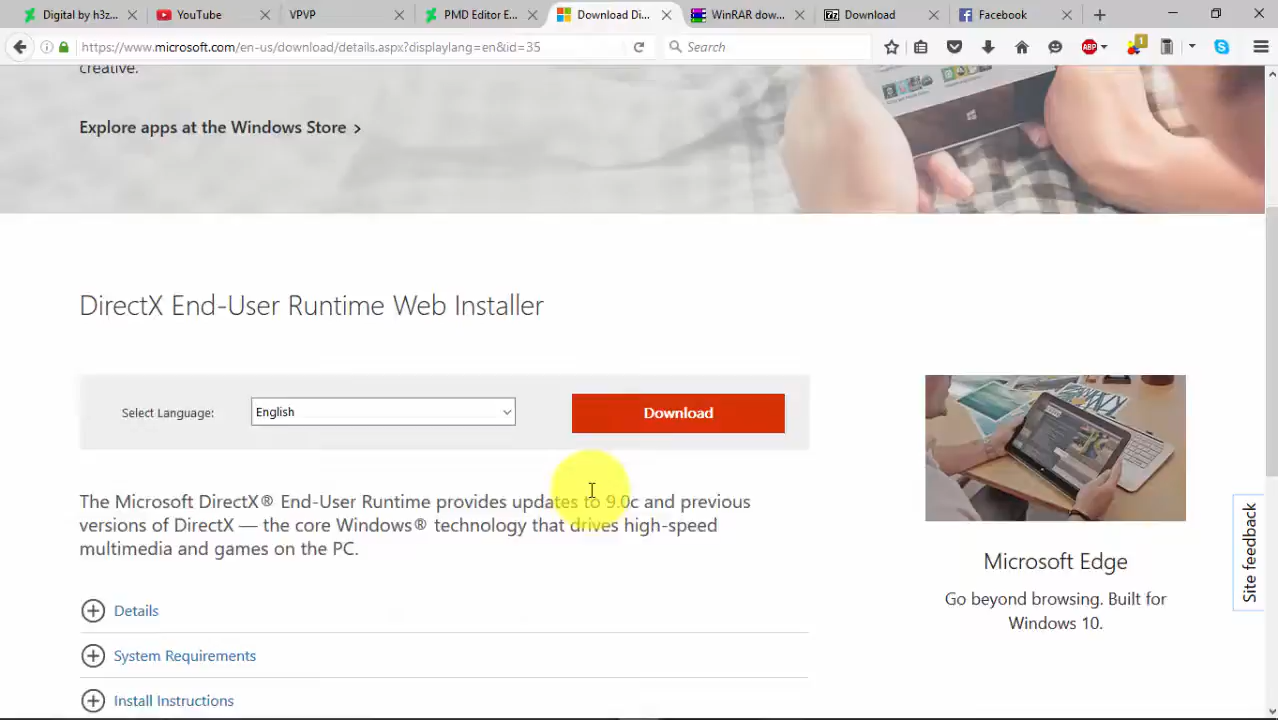 Digital by h3z...
YouTube
VPVP
PMD Editor E...
Download Di...
WinRAR dow...
Download
Facebook
https://www.microsoft.com/en-us/download/details.aspx?displaylang=en&id=35
Search
ABP
1
creative.
Explore apps at the Windows Store >
DirectX End-User Runtime Web Installer
Select Language:
English
Download
The Microsoft DirectX® End-User Runtime provides updates to 9.0c and previous
versions of DirectX — the core Windows® technology that drives high-speed
multimedia and games on the PC.
Details
System Requirements
Install Instructions
Microsoft Edge
Go beyond browsing. Built for
Windows 10.
Site feedback